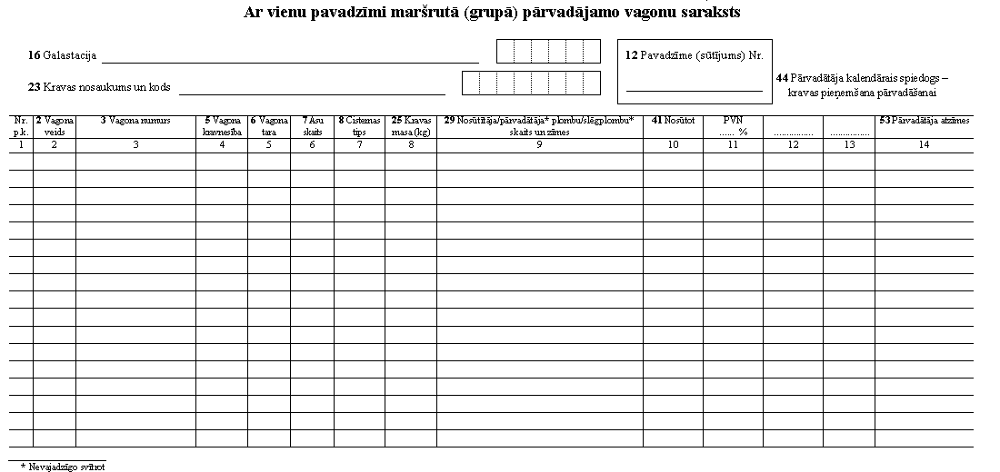 Ar vienu pavadzīmi maršrutā (grupā) pārvadājamo vagonu saraksts
16 Galastacija
12 Pavadzīme (sūtījums) Nr.
23 Kravas nosaukums un kods
44 Pārvadātāja kalendārais spiedogs –
kravas pieņemšana pārvadāšanai
Nr. 2 Vagona 3 Vagona numurs 5 Vagona 6 Vagona 7 Asu 8 Cisternas 25 Kravas 29 Nosūtītāja/pārvadātāja* plombu/slēgplombu* 41 Nosūtot PVN 53 Pārvadātāja atzīmes
p.k. veids kravnesība tara skaits tips masa (kg) skaits un zīmes ...... % ................ ................
1 2 3 4 5 6 7 8 9 10 11 12 13 14
* Nevajadzīgo svītrot